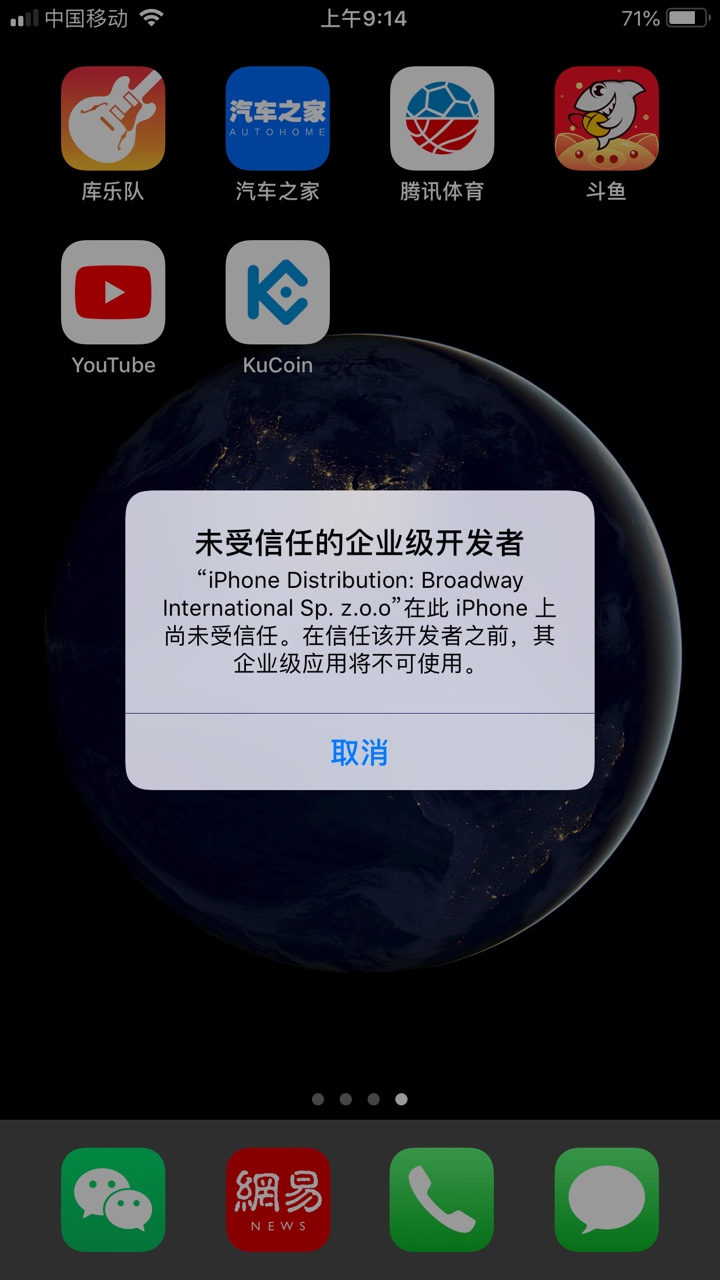 中国移动 上午9:14 71%
汽车之家
AUTOHOME
库乐队 汽车之家 腾讯体育 斗鱼
YouTube KuCoin
未受信任的企业级开发者
“iPhone Distribution: Broadway
International Sp. z.o.o”在此 iPhone 上
尚未受信任。在信任该开发者之前，其
企业级应用将不可使用。
取消
網易
NEWS